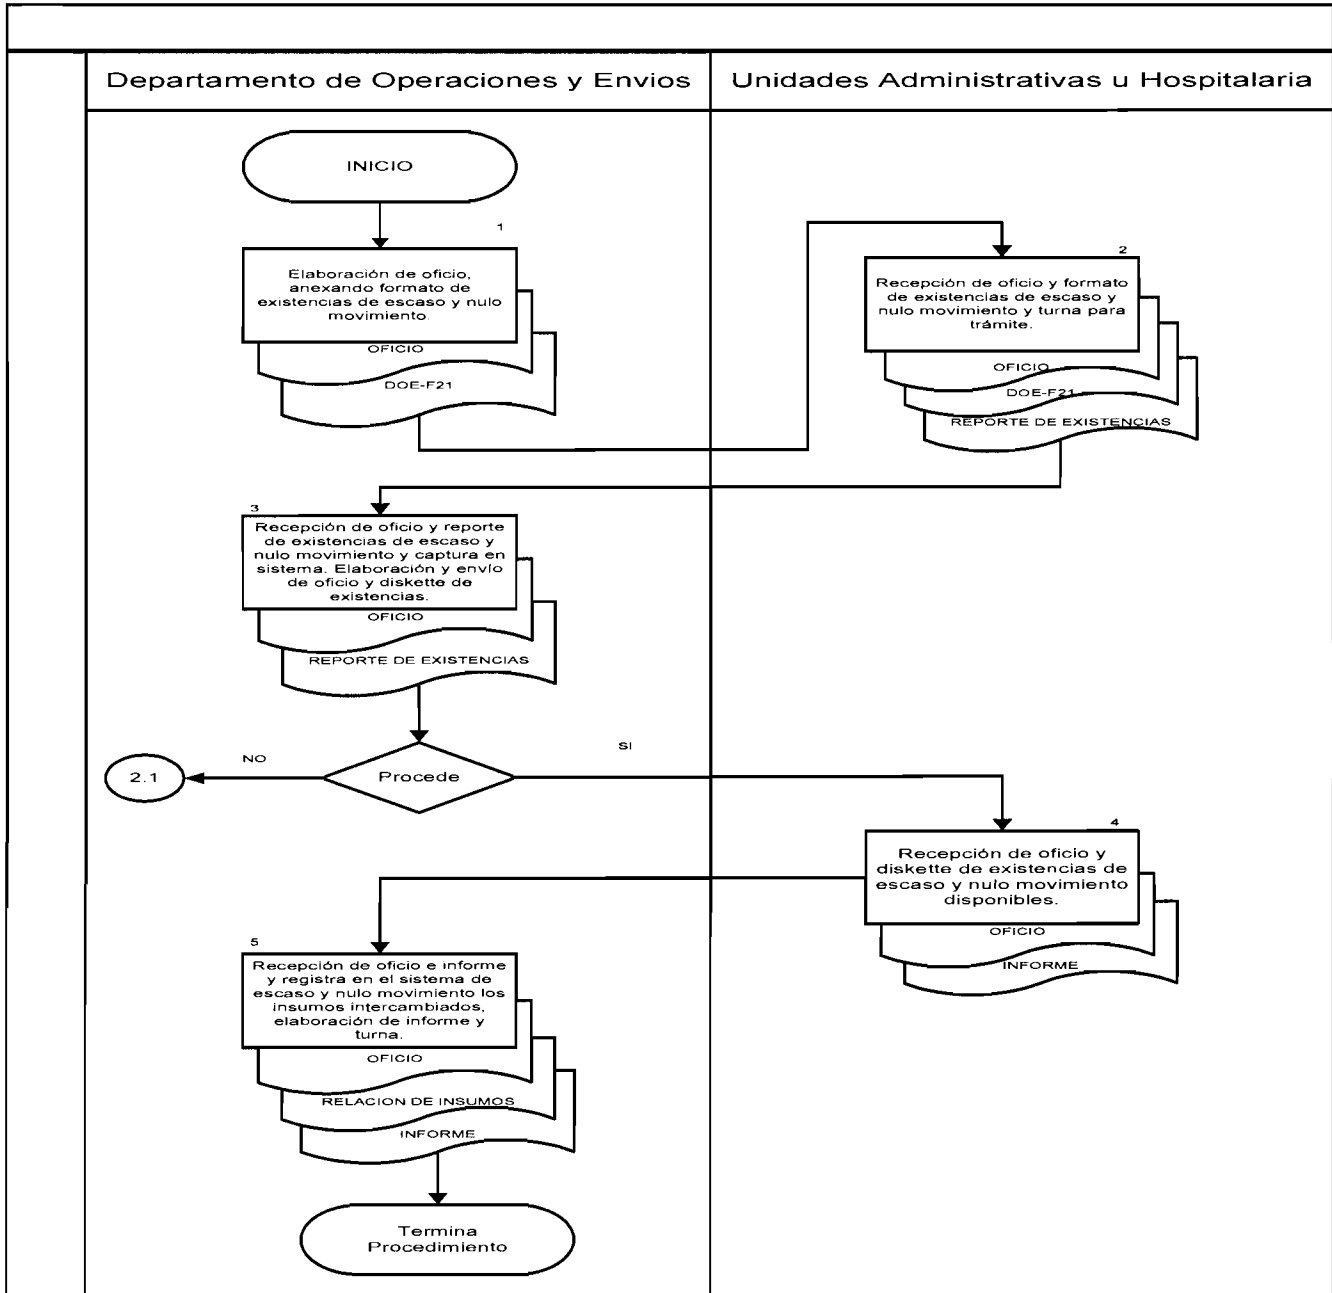 Departamento de Operaciones y Envios
Unidades Administrativas u Hospitalaria
INICIO
1
Elaboración de oficio,
anexando formato de
existencias de escaso y nulo
movimiento
OFICIO
DOE-F21
2
Recepción de oficio y formato
de existencias de escaso y
nulo movimiento y turna para
trámite.
OFICIO
DOE-F21
REPORTE DE EXISTENCIAS
3
Recepción de oficio y reporte
de existencias de escaso y
nulo movimiento y captura en
sistema. Elaboración y envío
de oficio y diskette de
existencias.
OFICIO
REPORTE DE EXISTENCIAS
Procede
NO
2.1
SI
4
Recepción de oficio y
diskette de existencias de
escaso y nulo movimiento
disponibles.
OFICIO
INFORME
5
Recepción de oficio e informe
y registra en el sistema de
escaso y nulo movimiento los
insumos intercambiados,
elaboración de informe y
turna.
OFICIO
RELACION DE INSUMOS
INFORME
Termina
Procedimiento